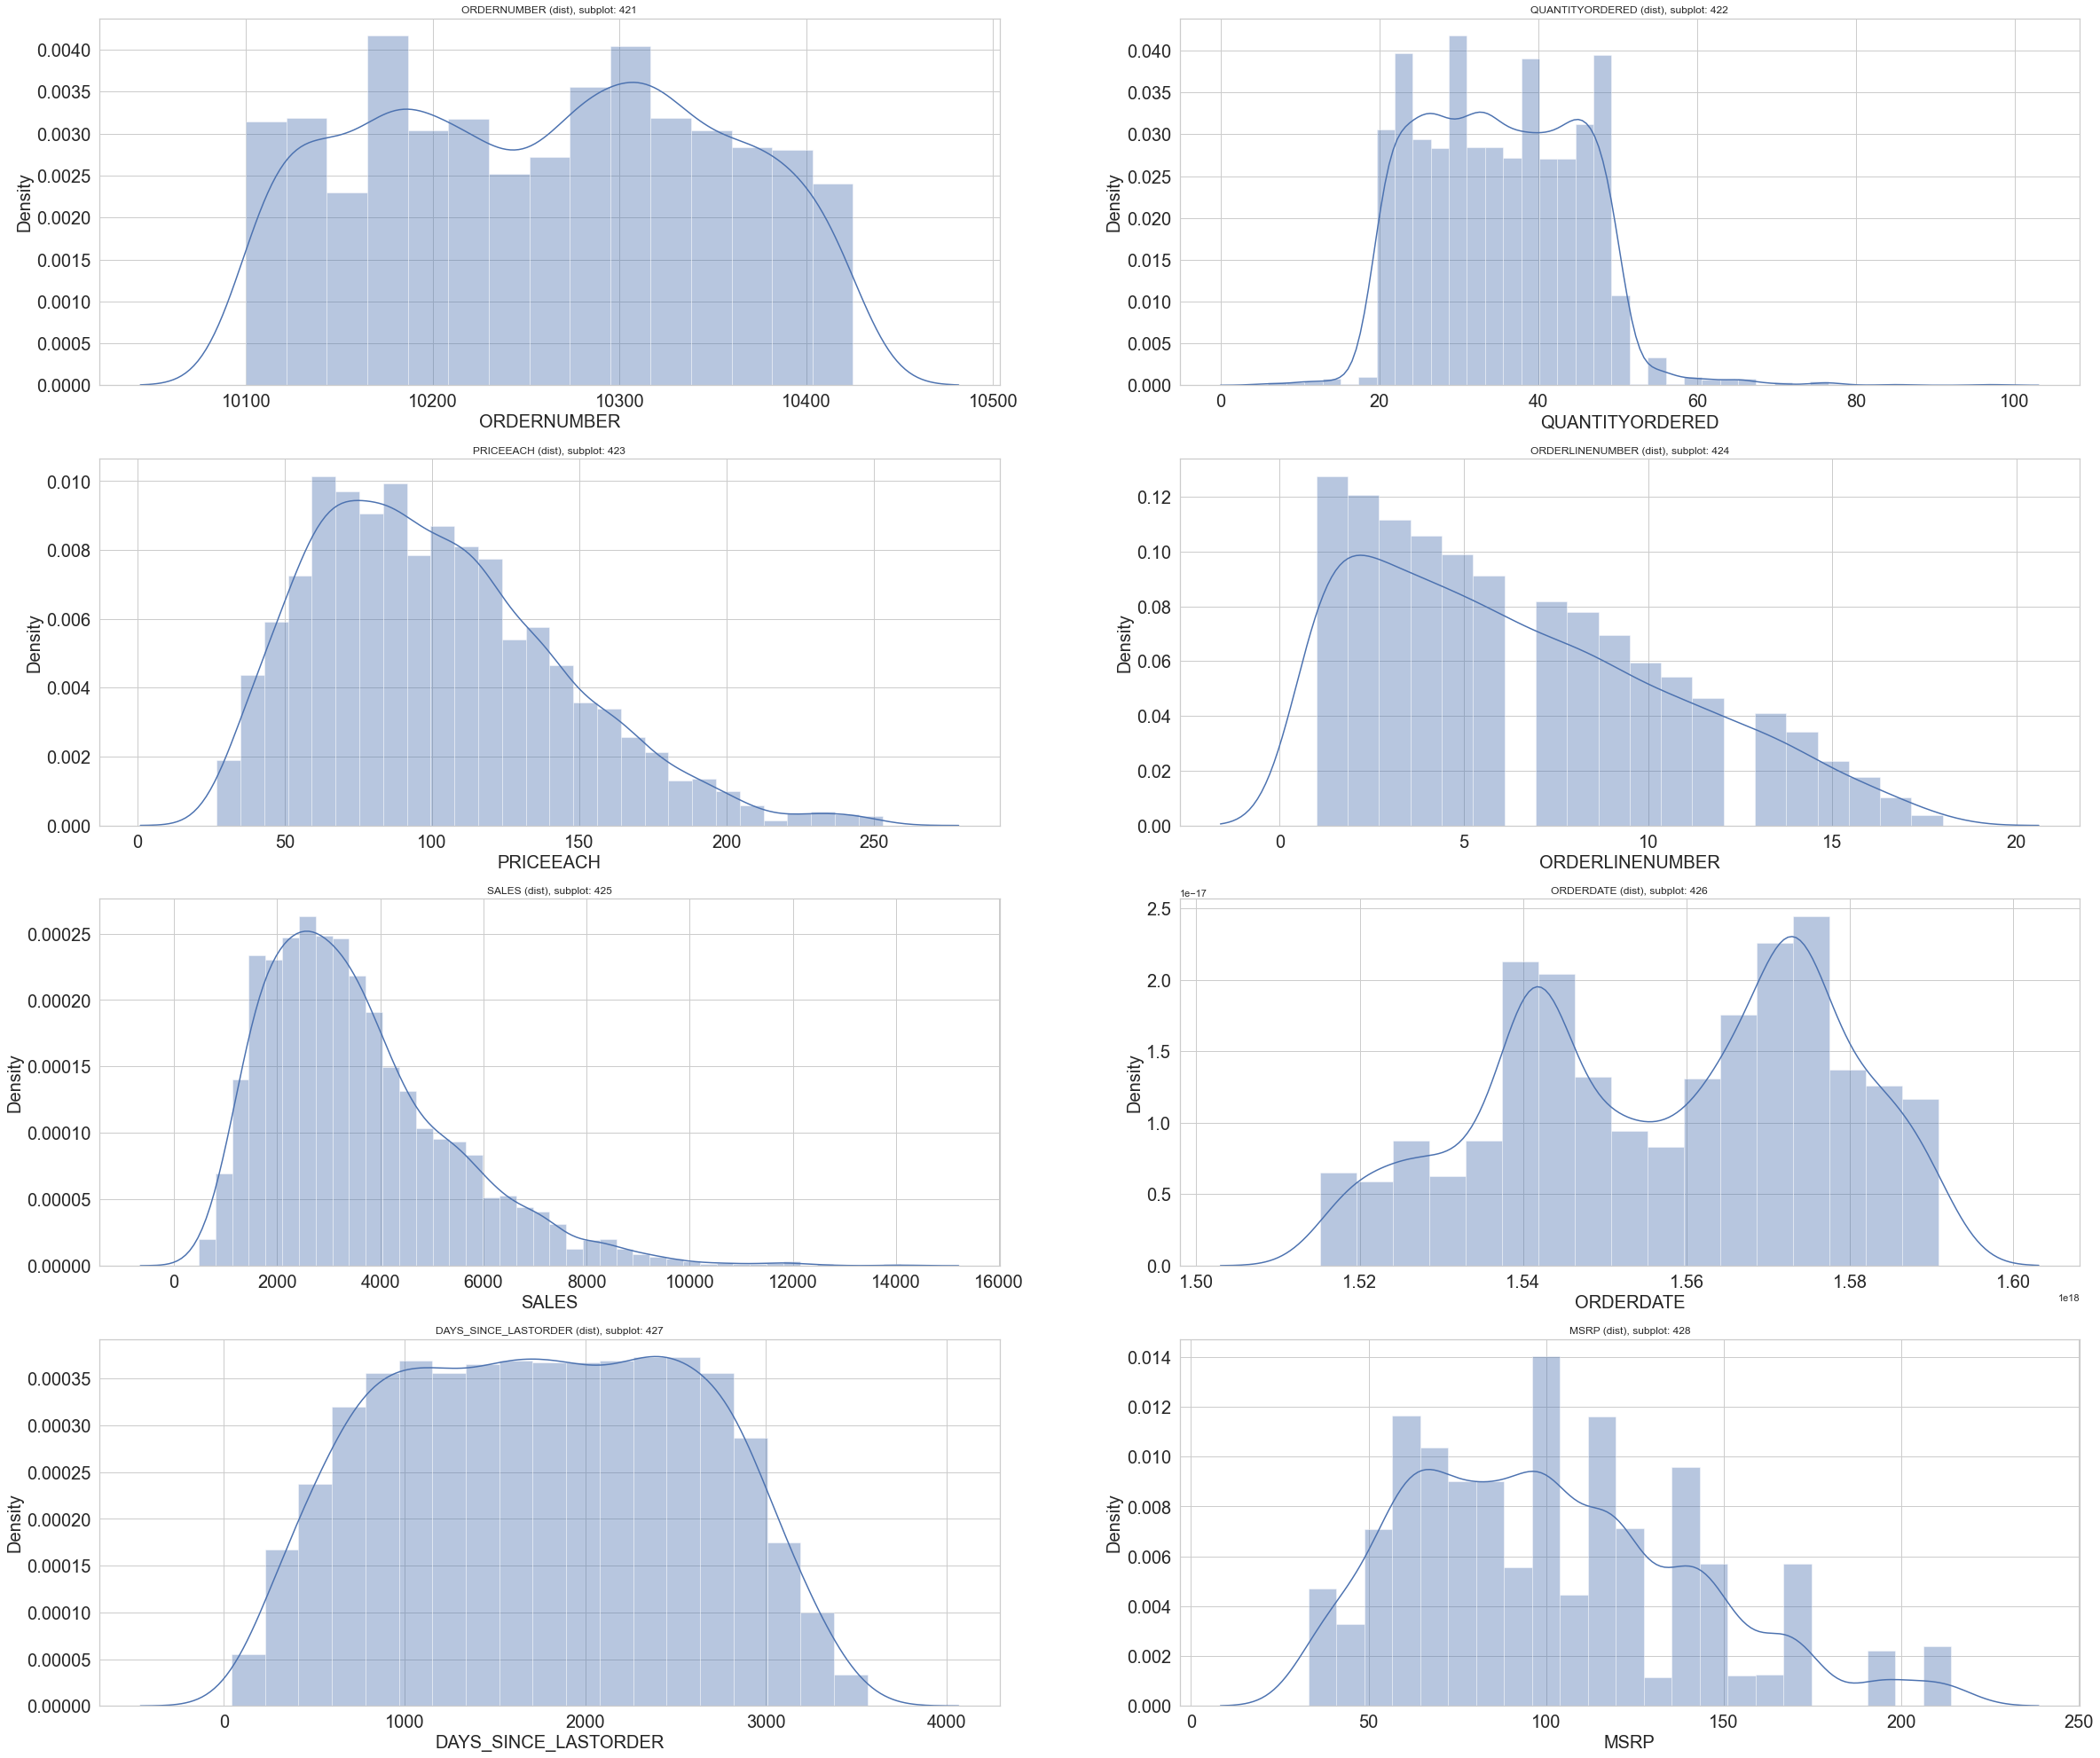 ORDERNUMBER (dist), subplot: 421
0.0040
0.0035
0.0030
0.0025
0.0020
0.0015
0.0010
0.0005
0.0000
Density
10100 10200 10300 10400 10500
ORDERNUMBER
QUANTITYORDERED (dist), subplot: 422
0.040
0.035
0.030
0.025
0.020
0.015
0.010
0.005
0.000
Density
0 20 40 60 80 100
QUANTITYORDERED
PRICEEACH (dist), subplot: 423
0.010
0.008
0.006
0.004
0.002
0.000
Density
0 50 100 150 200 250
PRICEEACH
ORDERLINENUMBER (dist), subplot: 424
0.12
0.10
0.08
0.06
0.04
0.02
0.00
Density
0 5 10 15 20
ORDERLINENUMBER
SALES (dist), subplot: 425
0.00025
0.00020
0.00015
0.00010
0.00005
0.00000
Density
0 2000 4000 6000 8000 10000 12000 14000 16000
SALES
ORDERDATE (dist), subplot: 426
1e−17
2.5
2.0
1.5
1.0
0.5
0.0
Density
1.50 1.52 1.54 1.56 1.58 1.60
1e18
ORDERDATE
DAYS_SINCE_LASTORDER (dist), subplot: 427
0.00035
0.00030
0.00025
0.00020
0.00015
0.00010
0.00005
0.00000
Density
0 1000 2000 3000 4000
DAYS_SINCE_LASTORDER
MSRP (dist), subplot: 428
0.014
0.012
0.010
0.008
0.006
0.004
0.002
0.000
Density
0 50 100 150 200 250
MSRP